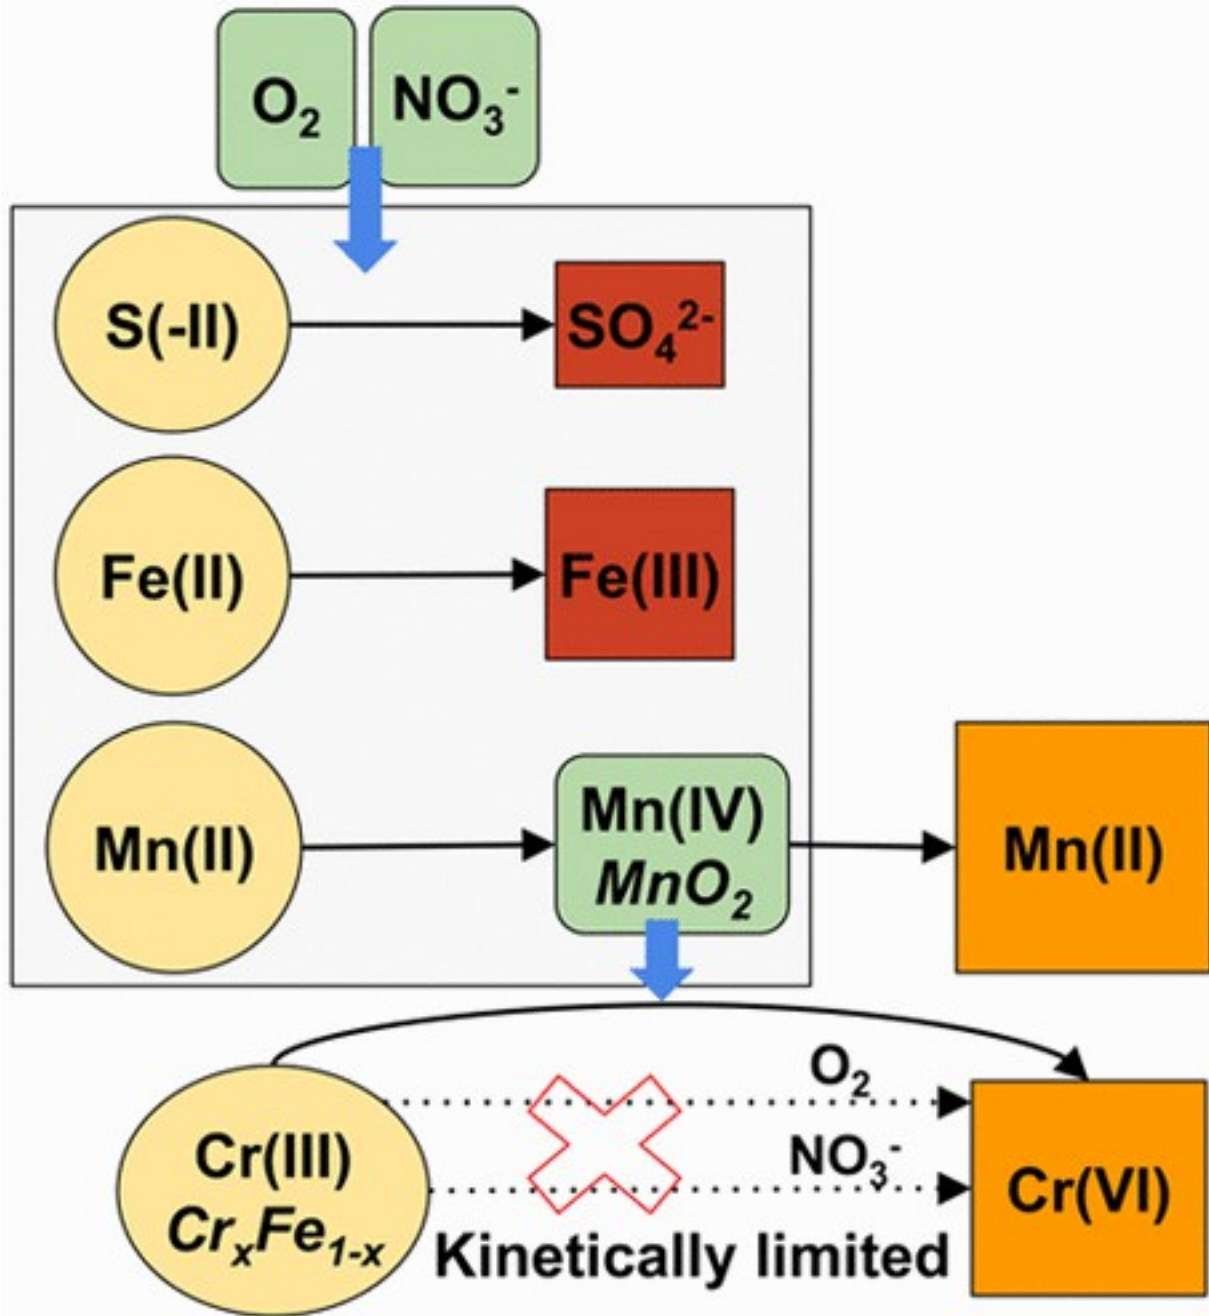 O₂
NO₃⁻
S(-II)
SO₄²⁻
Fe(II)
Fe(III)
Mn(II)
Mn(IV)
MnO₂
Mn(II)
Cr(III)
CrₓFe₁₋ₓ
O₂
NO₃⁻
Kinetically limited
Cr(VI)